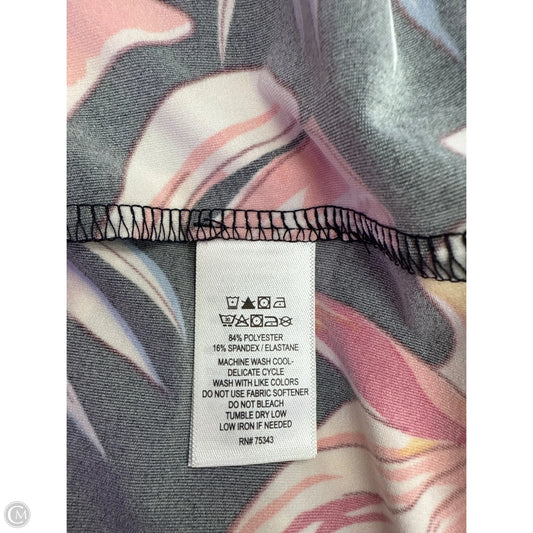 84% POLYESTER
16% SPANDEX / ELASTANE
MACHINE WASH COOL-
DELICATE CYCLE
WASH WITH LIKE COLORS
DO NOT USE FABRIC SOFTENER
DO NOT BLEACH
TUMBLE DRY LOW
LOW IRON IF NEEDED
RN# 75343